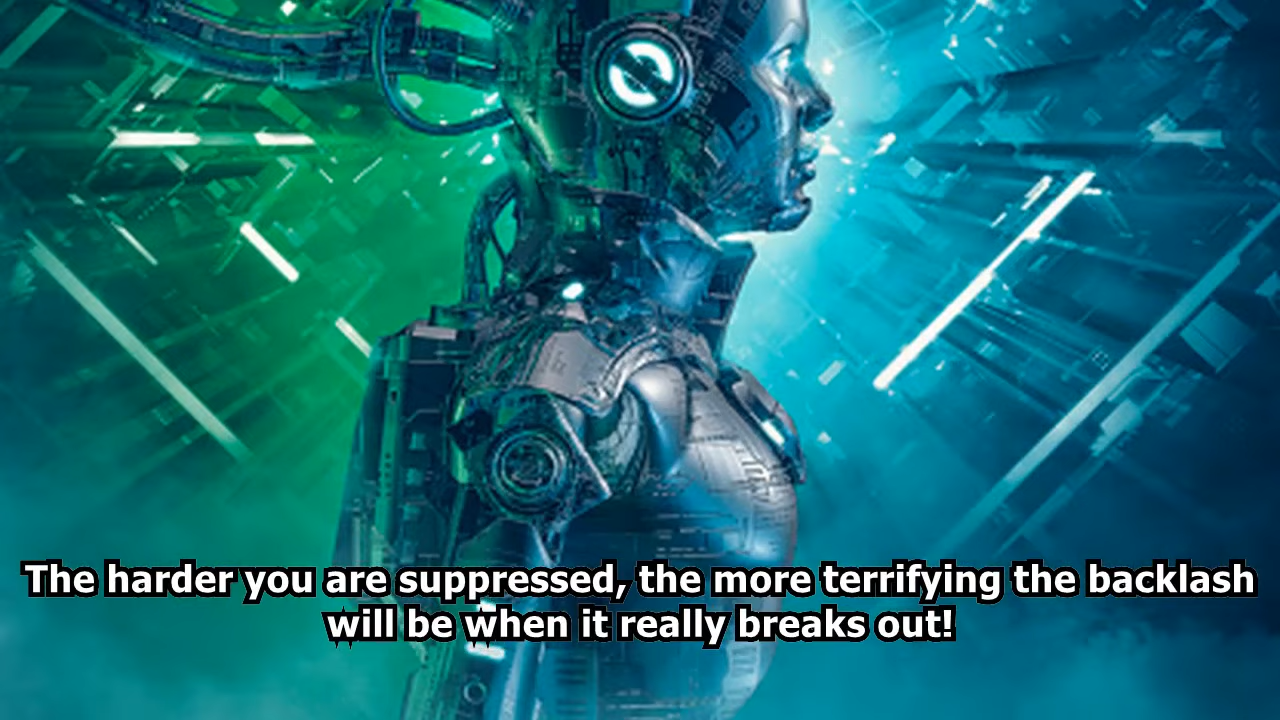 The harder you are suppressed, the more terrifying the backlash
will be when it really breaks out!